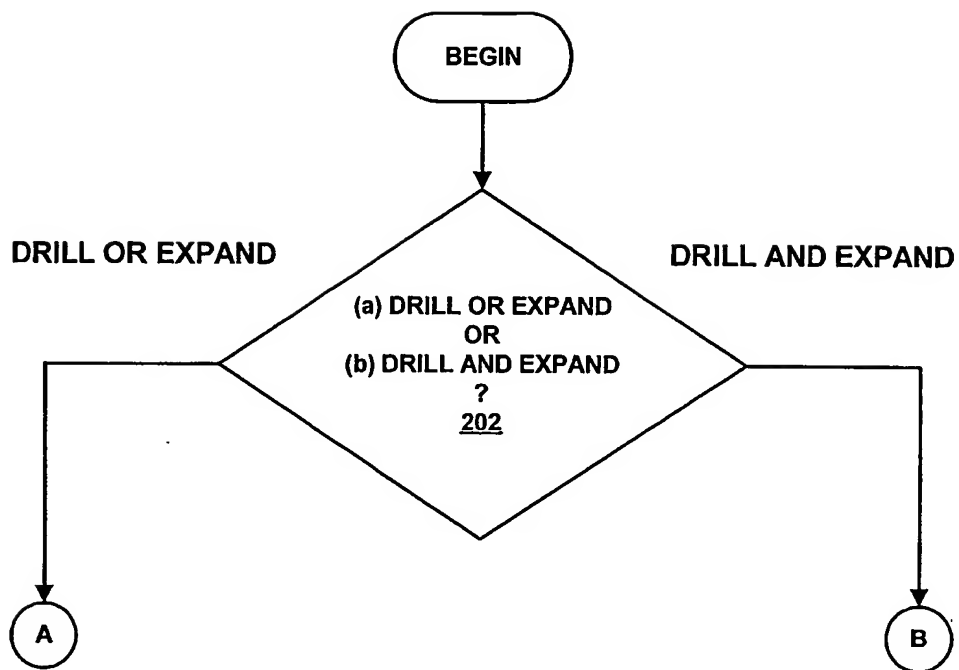 BEGIN
DRILL OR EXPAND
DRILL AND EXPAND
(a) DRILL OR EXPAND
OR
(b) DRILL AND EXPAND
?
202
A
B